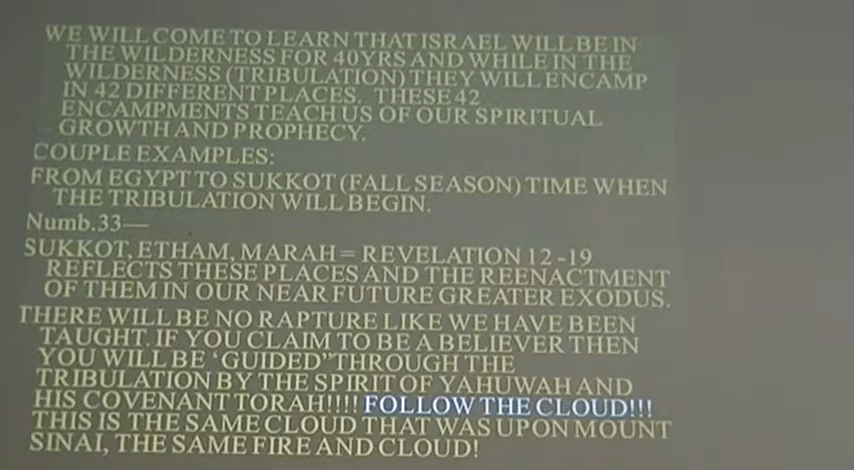 WE WILL COME TO LEARN THAT ISRAEL WILL BE IN
THE WILDERNESS FOR 40YRS AND WHILE IN THE
WILDERNESS (TRIBULATION) THEY WILL ENCAMP
IN 42 DIFFERENT PLACES. THESE 42
ENCAMPMENTS TEACH US OF OUR SPIRITUAL
GROWTH AND PROPHECY.
COUPLE EXAMPLES:
FROM EGYPT TO SUKKOT (FALL SEASON) TIME WHEN
THE TRIBULATION WILL BEGIN.
Numb.33—
SUKKOT, ETHAM, MARAH = REVELATION 12 -19
REFLECTS THESE PLACES AND THE REENACTMENT
OF THEM IN OUR NEAR FUTURE GREATER EXODUS.
THERE WILL BE NO RAPTURE LIKE WE HAVE BEEN
TAUGHT. IF YOU CLAIM TO BE A BELIEVER THEN
YOU WILL BE ‘GUIDED” THROUGH THE
TRIBULATION BY THE SPIRIT OF YAHUWAH AND
HIS COVENANT TORAH!!!! FOLLOW THE CLOUD!!!
THIS IS THE SAME CLOUD THAT WAS UPON MOUNT
SINAI, THE SAME FIRE AND CLOUD!